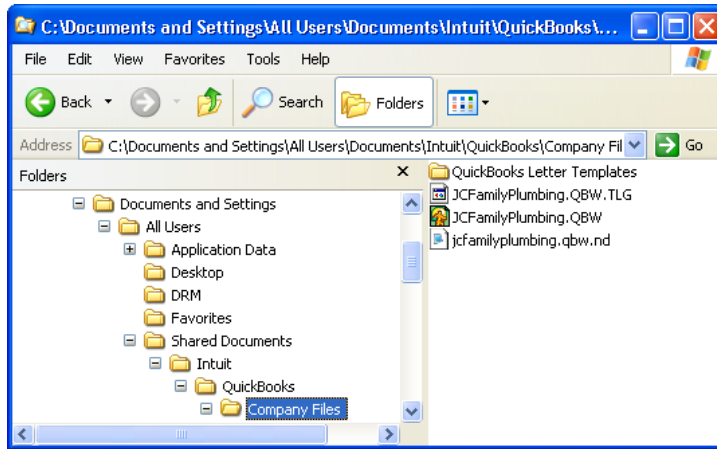 C:\Documents and Settings\All Users\Documents\Intuit\QuickBooks\...
File Edit View Favorites Tools Help
Back Search Folders
Address C:\Documents and Settings\All Users\Documents\Intuit\QuickBooks\Company Fil Go
Folders
Documents and Settings
All Users
Application Data
Desktop
DRM
Favorites
Shared Documents
Intuit
QuickBooks
Company Files
QuickBooks Letter Templates
JCFamilyPlumbing.QBW.TLG
JCFamilyPlumbing.QBW
jcfamilyplumbing.qbw.nd